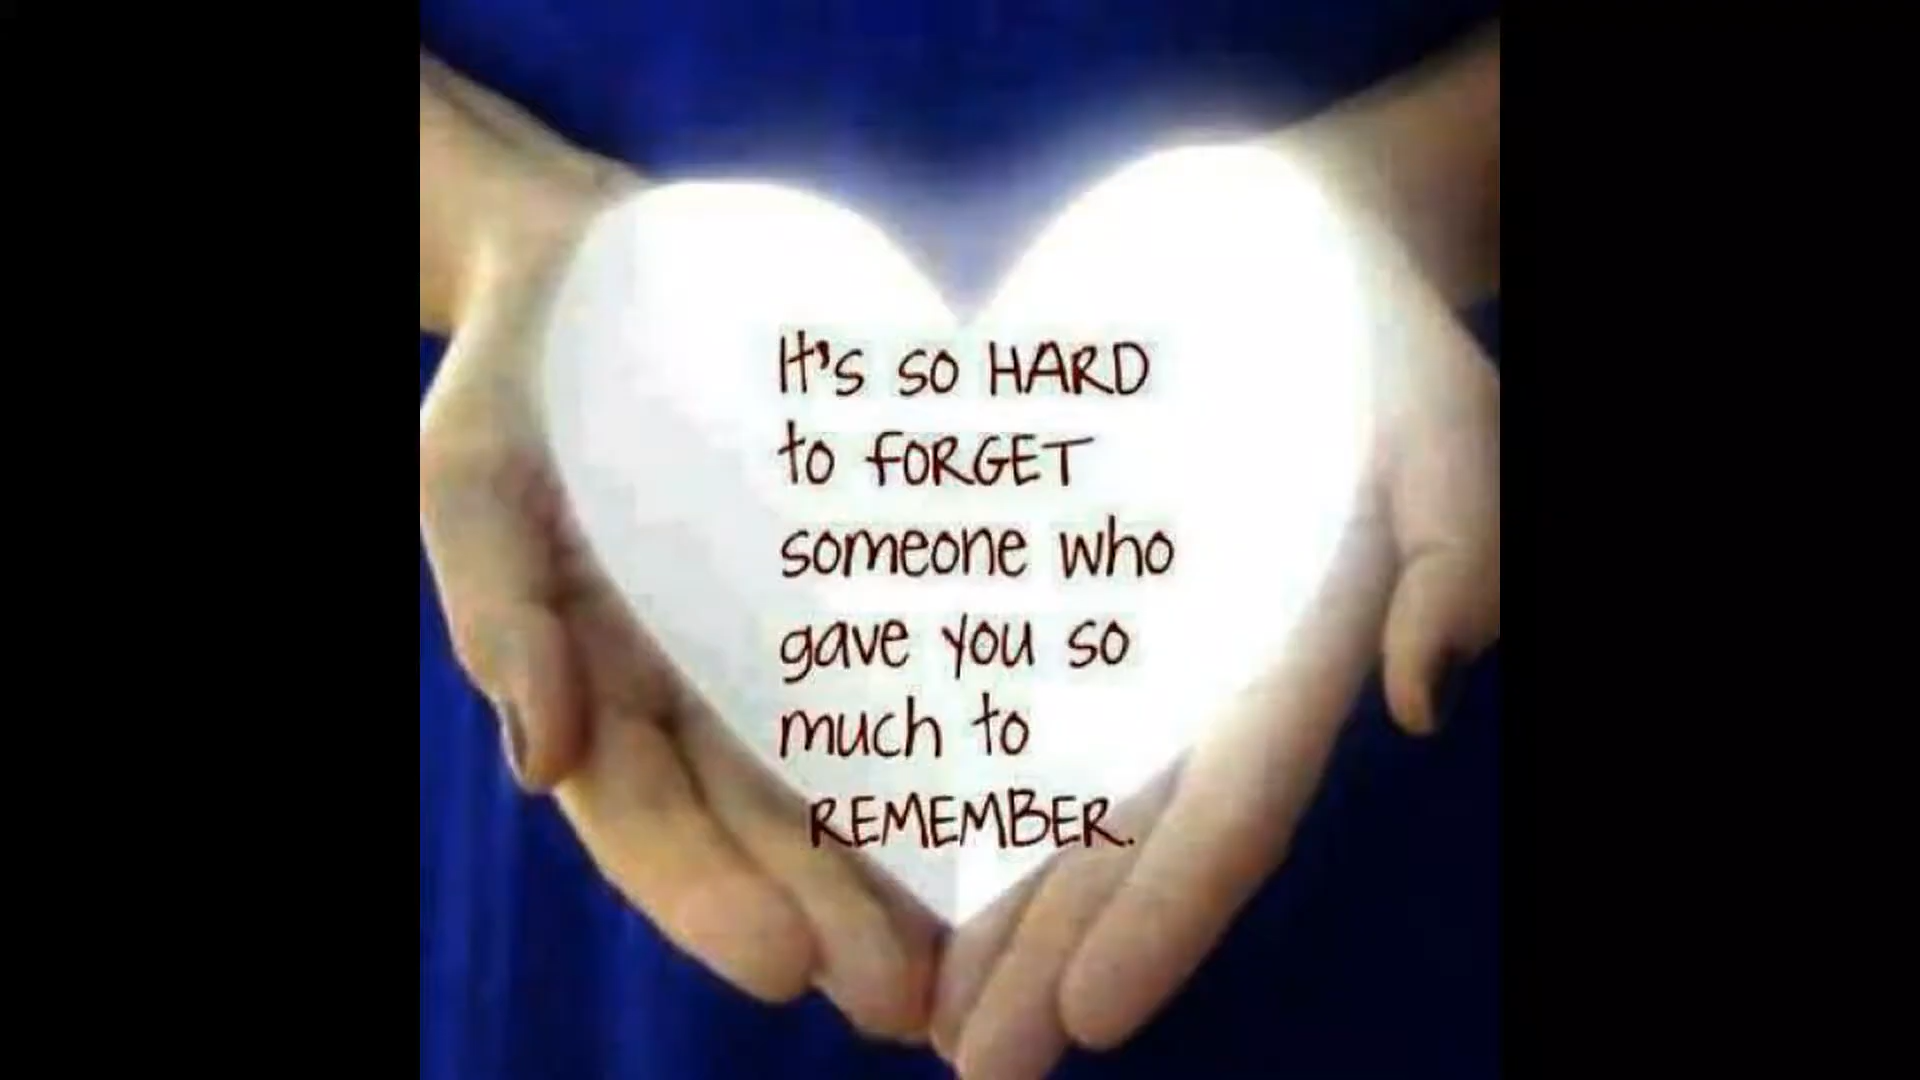 It's so HARD
to FORGET
someone who
gave you so
much to
REMEMBER.